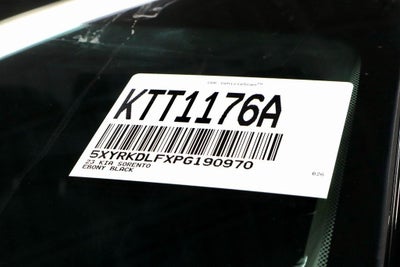 KTT1176A
5XYRKDLFXPG190970
23 KIA SORENTO
EBONY BLACK